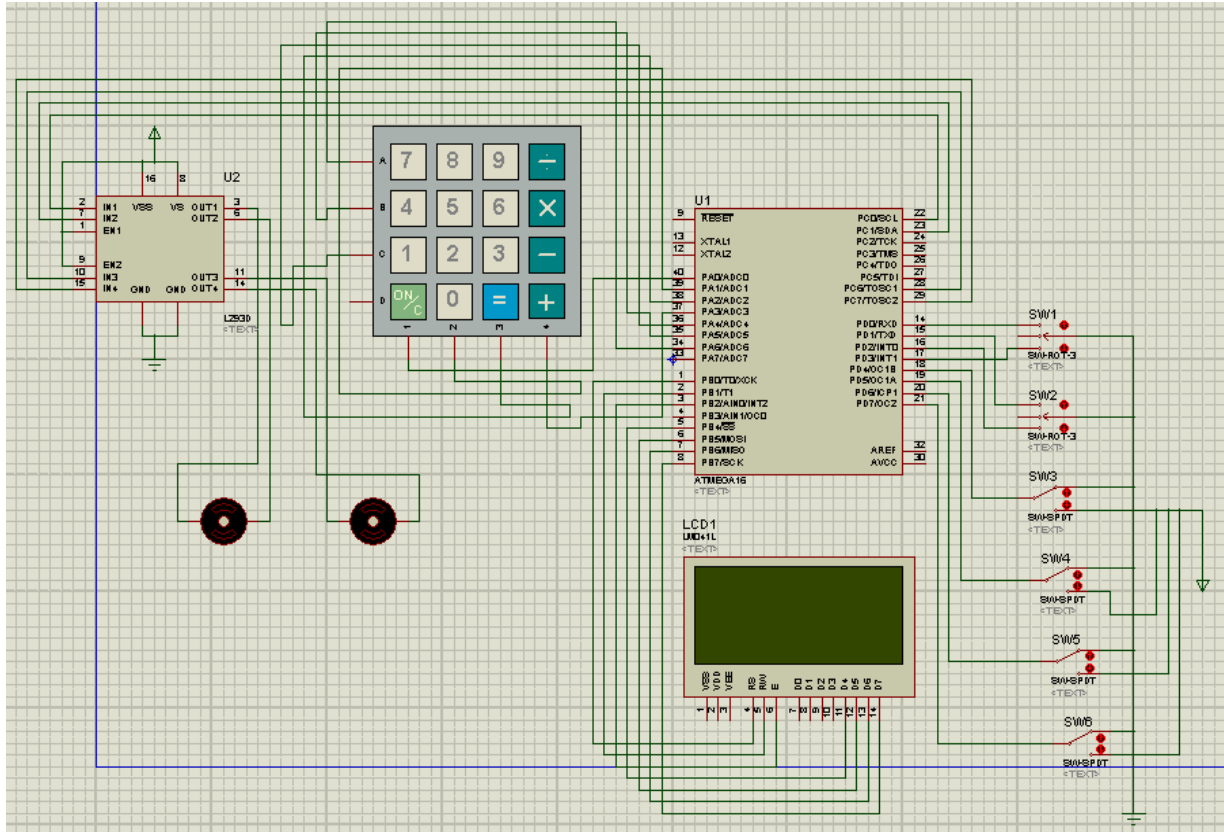 U2
16 8
2 IN1 VSS VS OUT1 3
7 IN2 OUT2 6
1 EN1
9 EN2
10 IN3 OUT3 11
15 IN4 GND GND OUT4 14
L293D
<TEXT>
A 7 8 9 ÷
B 4 5 6 ×
C 1 2 3 −
D ON/C 0 = +
1 2 3 4
U1
9 RESET PC0/SCL 22
PC1/SDA 23
13 XTAL1 PC2/TCK 24
12 XTAL2 PC3/TMS 25
PC4/TDO 26
40 PA0/ADC0 PC5/TDI 27
39 PA1/ADC1 PC6/TOSC1 28
38 PA2/ADC2 PC7/TOSC2 29
37 PA3/ADC3
36 PA4/ADC4 PD0/RXD 14
35 PA5/ADC5 PD1/TXD 15
34 PA6/ADC6 PD2/INT0 16
33 PA7/ADC7 PD3/INT1 17
PD4/OC1B 18
1 PB0/T0/XCK PD5/OC1A 19
2 PB1/T1 PD6/ICP1 20
3 PB2/AIN0/INT2 PD7/OC2 21
4 PB3/AIN1/OC0
5 PB4/SS
6 PB5/MOSI
7 PB6/MISO AREF 32
8 PB7/SCK AVCC 30
ATMEGA16
<TEXT>
SW1
SW-ROT-3
<TEXT>
SW2
SW-ROT-3
<TEXT>
SW3
SW-SPDT
<TEXT>
SW4
SW-SPDT
<TEXT>
SW5
SW-SPDT
<TEXT>
SW6
SW-SPDT
<TEXT>
LCD1
LM041L
<TEXT>
VSS VDD VEE RS RW E D0 D1 D2 D3 D4 D5 D6 D7
1 2 3 4 5 6 7 8 9 10 11 12 13 14